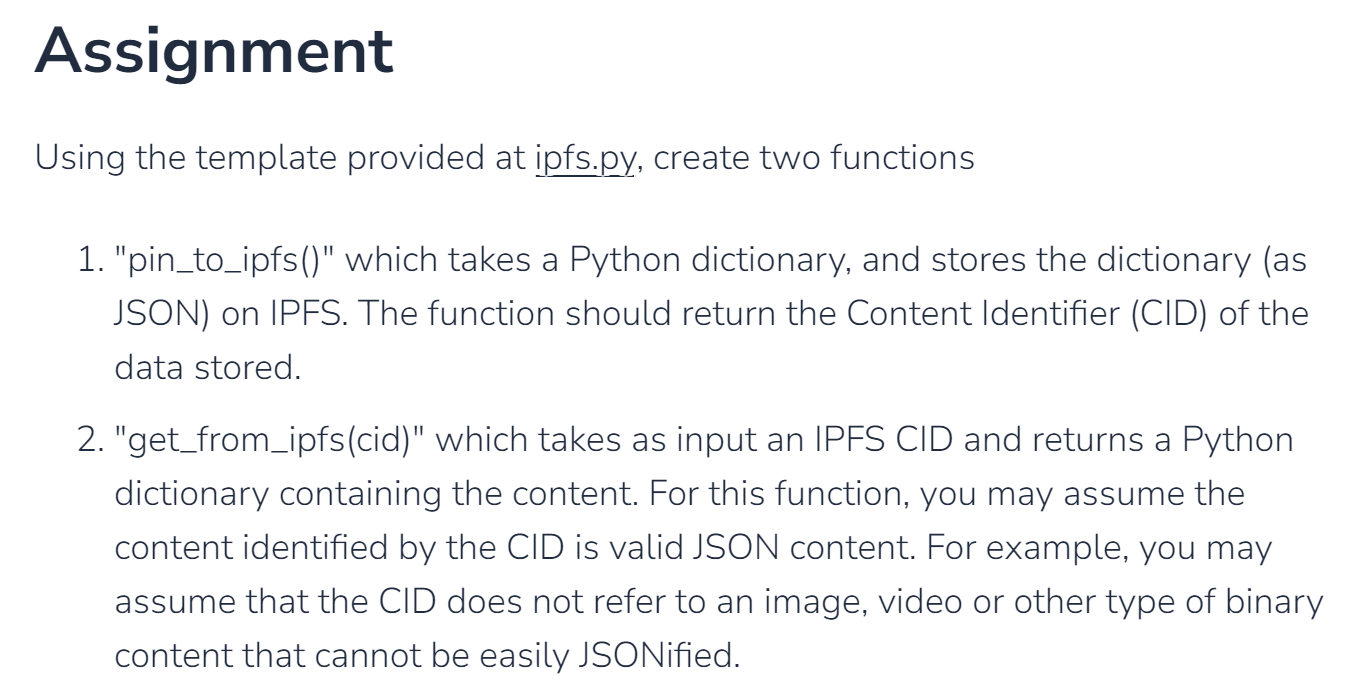 Assignment
Using the template provided at ipfs.py, create two functions
1. "pin_to_ipfs()" which takes a Python dictionary, and stores the dictionary (as
JSON) on IPFS. The function should return the Content Identifier (CID) of the
data stored.
2. "get_from_ipfs(cid)" which takes as input an IPFS CID and returns a Python
dictionary containing the content. For this function, you may assume the
content identified by the CID is valid JSON content. For example, you may
assume that the CID does not refer to an image, video or other type of binary
content that cannot be easily JSONified.